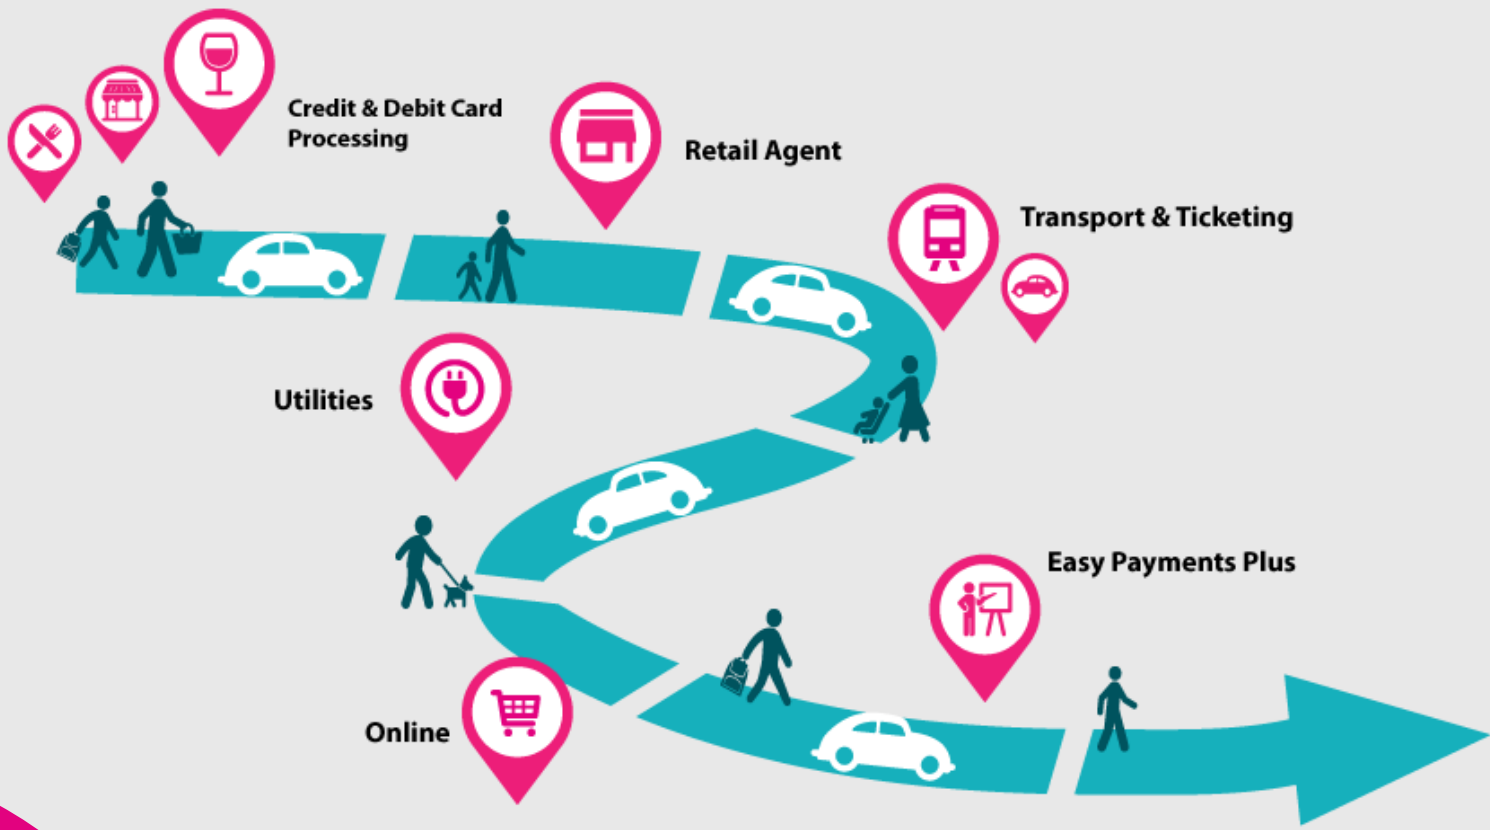 Credit & Debit Card
Processing
Retail Agent
Transport & Ticketing
Utilities
Easy Payments Plus
Online